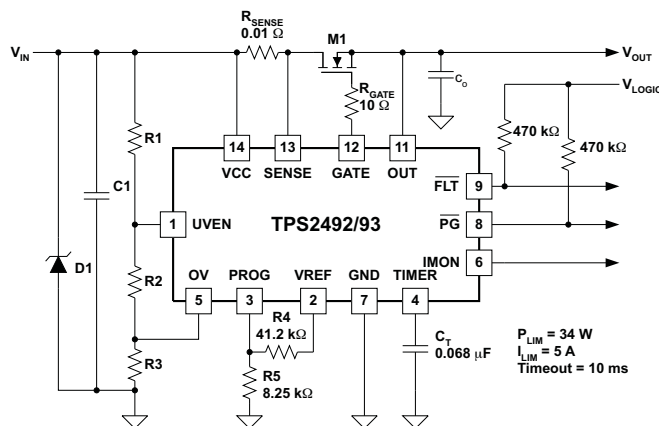 R_SENSE
0.01 Ω
M1
V_IN
V_OUT
C_O
R_GATE
10 Ω
V_LOGIC
R1
470 kΩ
470 kΩ
14
13
12
11
VCC
SENSE
GATE
OUT
C1
F̅L̅T̅
9
1
UVEN
TPS2492/93
P̅G̅
8
IMON
6
D1
R2
OV
PROG
VREF
GND
TIMER
5
3
2
7
4
R4
41.2 kΩ
R3
R5
8.25 kΩ
C_T
0.068 μF
P_LIM = 34 W
I_LIM = 5 A
Timeout = 10 ms